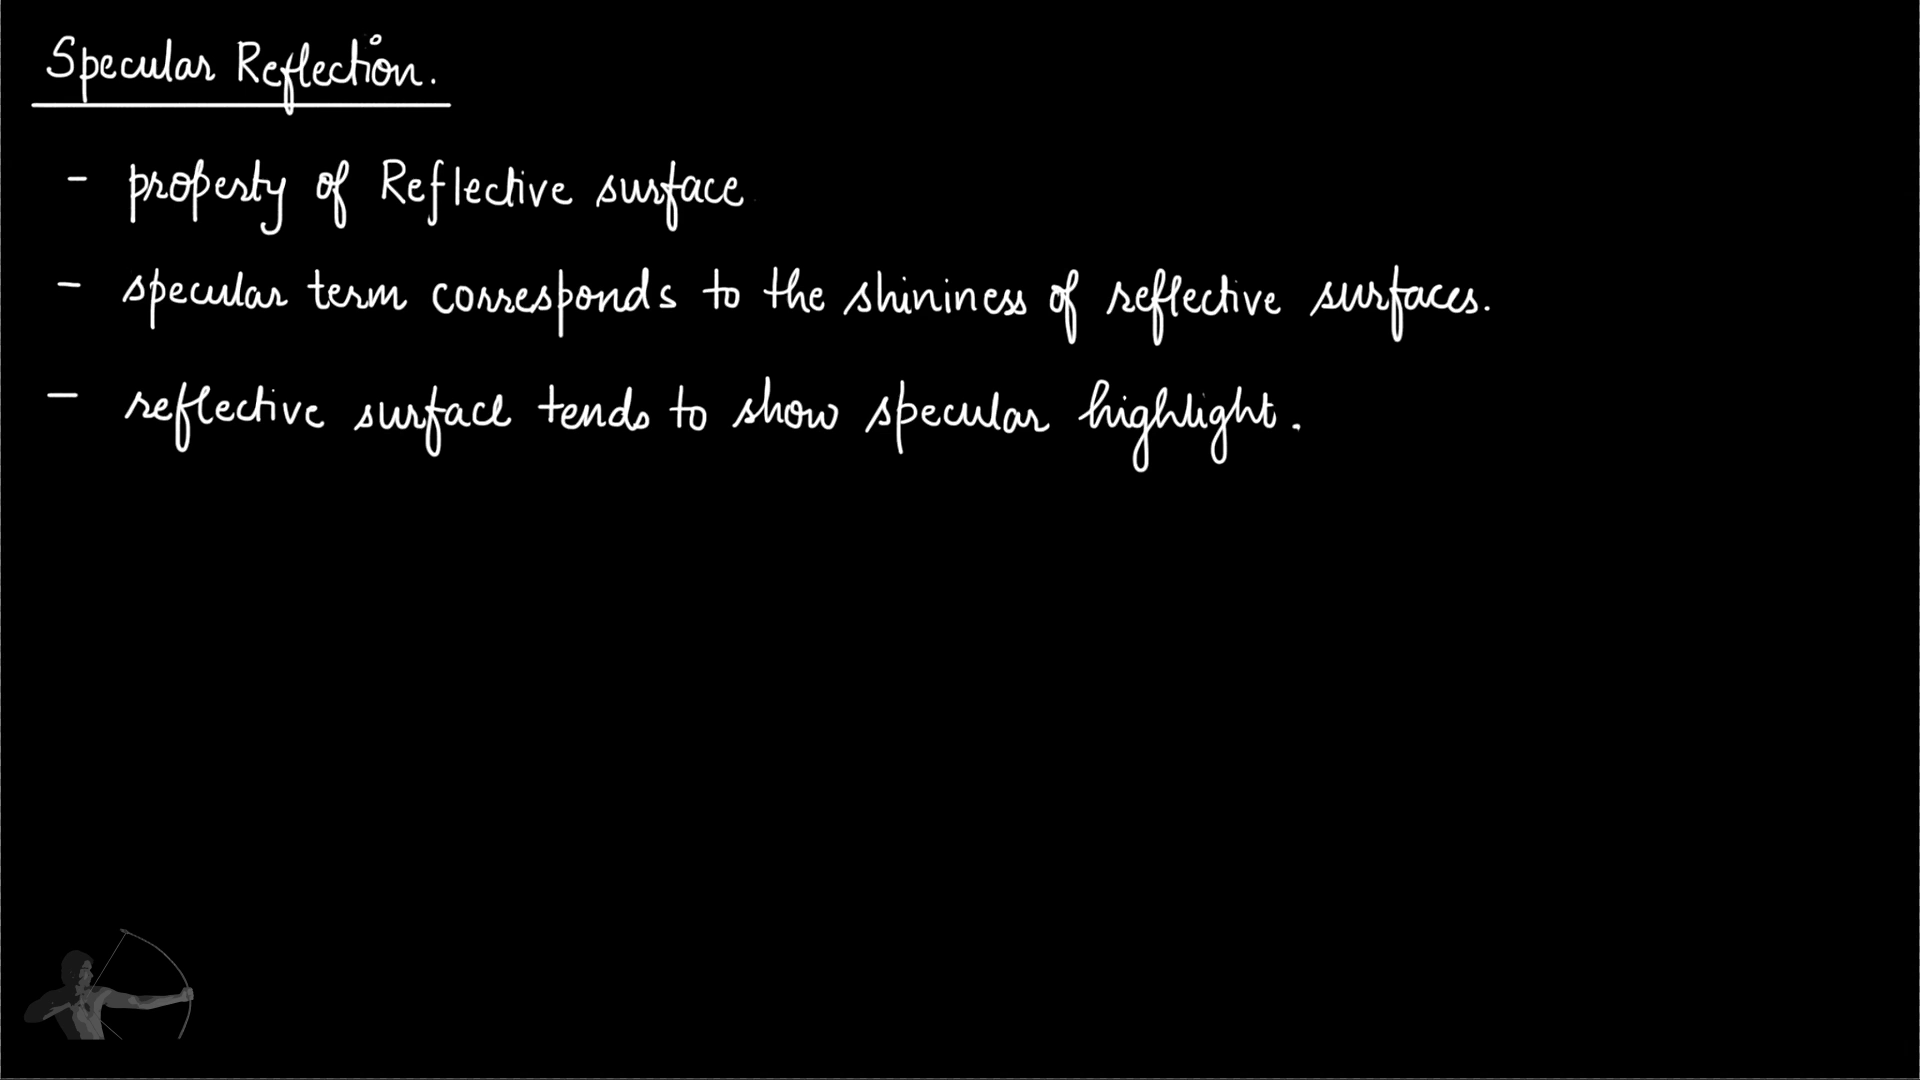 Specular Reflection.
- property of Reflective surface
- specular term corresponds to the shininess of reflective surfaces.
- reflective surface tends to show specular highlight.